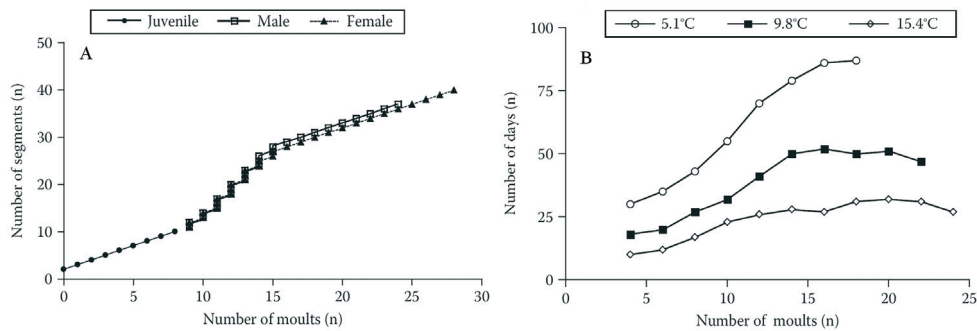 Juvenile Male Female
A
50
40
30
20
10
0
Number of segments (n)
0 5 10 15 20 25 30
Number of moults (n)
5.1°C 9.8°C 15.4°C
B
100
75
50
25
0
Number of days (n)
0 5 10 15 20 25
Number of moults (n)